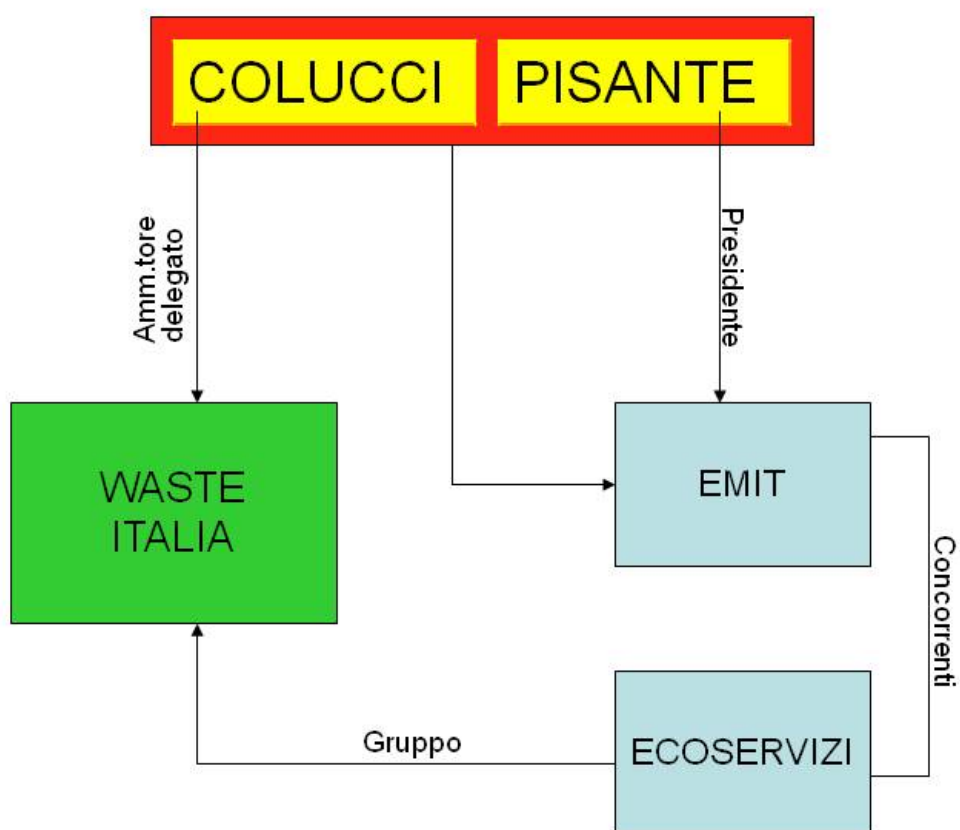 COLUCCI
PISANTE
Amm.tore
delegato
Presidente
WASTE
ITALIA
EMIT
Concorrenti
Gruppo
ECOSERVIZI